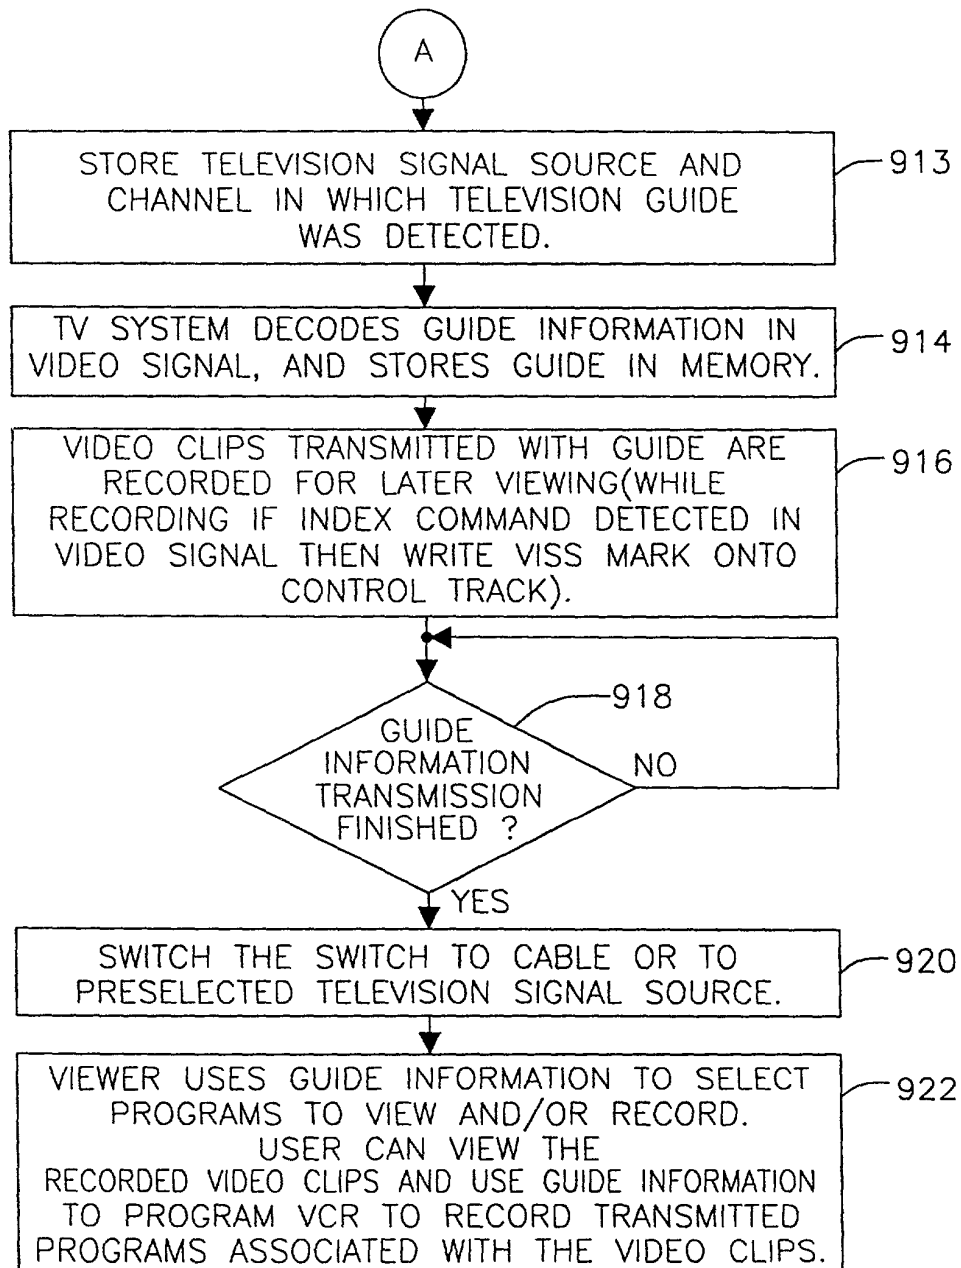 A
STORE TELEVISION SIGNAL SOURCE AND
CHANNEL IN WHICH TELEVISION GUIDE
WAS DETECTED.
913
TV SYSTEM DECODES GUIDE INFORMATION IN
VIDEO SIGNAL, AND STORES GUIDE IN MEMORY.
914
VIDEO CLIPS TRANSMITTED WITH GUIDE ARE
RECORDED FOR LATER VIEWING(WHILE
RECORDING IF INDEX COMMAND DETECTED IN
VIDEO SIGNAL THEN WRITE VISS MARK ONTO
CONTROL TRACK).
916
GUIDE
INFORMATION
TRANSMISSION
FINISHED ?
918
NO
YES
SWITCH THE SWITCH TO CABLE OR TO
PRESELECTED TELEVISION SIGNAL SOURCE.
920
VIEWER USES GUIDE INFORMATION TO SELECT
PROGRAMS TO VIEW AND/OR RECORD.
USER CAN VIEW THE
RECORDED VIDEO CLIPS AND USE GUIDE INFORMATION
TO PROGRAM VCR TO RECORD TRANSMITTED
PROGRAMS ASSOCIATED WITH THE VIDEO CLIPS.
922